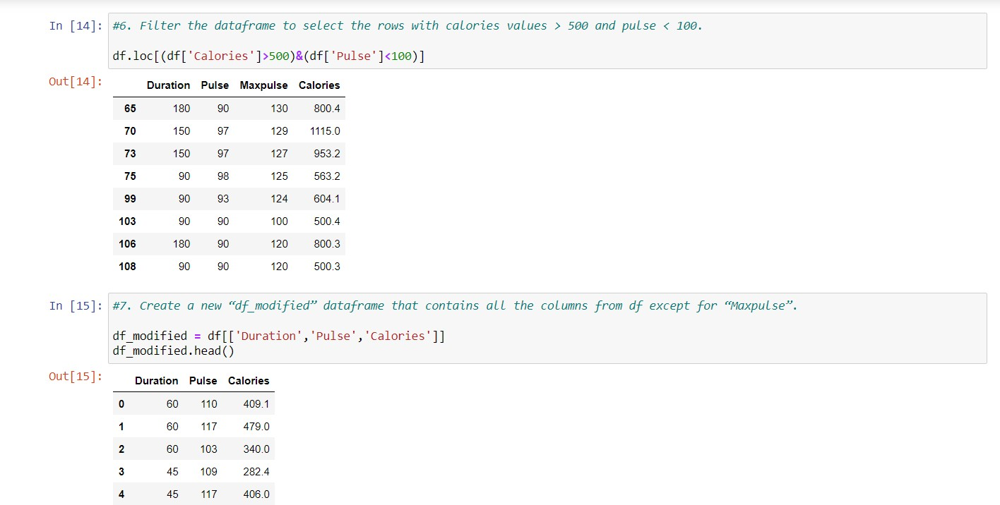 In [14]: #6. Filter the dataframe to select the rows with calories values > 500 and pulse < 100.
df.loc[(df['Calories']>500)&(df['Pulse']<100)]
Out[14]:
Duration Pulse Maxpulse Calories
65 180 90 130 800.4
70 150 97 129 1115.0
73 150 97 127 953.2
75 90 98 125 563.2
99 90 93 124 604.1
103 90 90 100 500.4
106 180 90 120 800.3
108 90 90 120 500.3
In [15]: #7. Create a new “df_modified” dataframe that contains all the columns from df except for “Maxpulse”.
df_modified = df[['Duration','Pulse','Calories']]
df_modified.head()
Out[15]:
Duration Pulse Calories
0 60 110 409.1
1 60 117 479.0
2 60 103 340.0
3 45 109 282.4
4 45 117 406.0